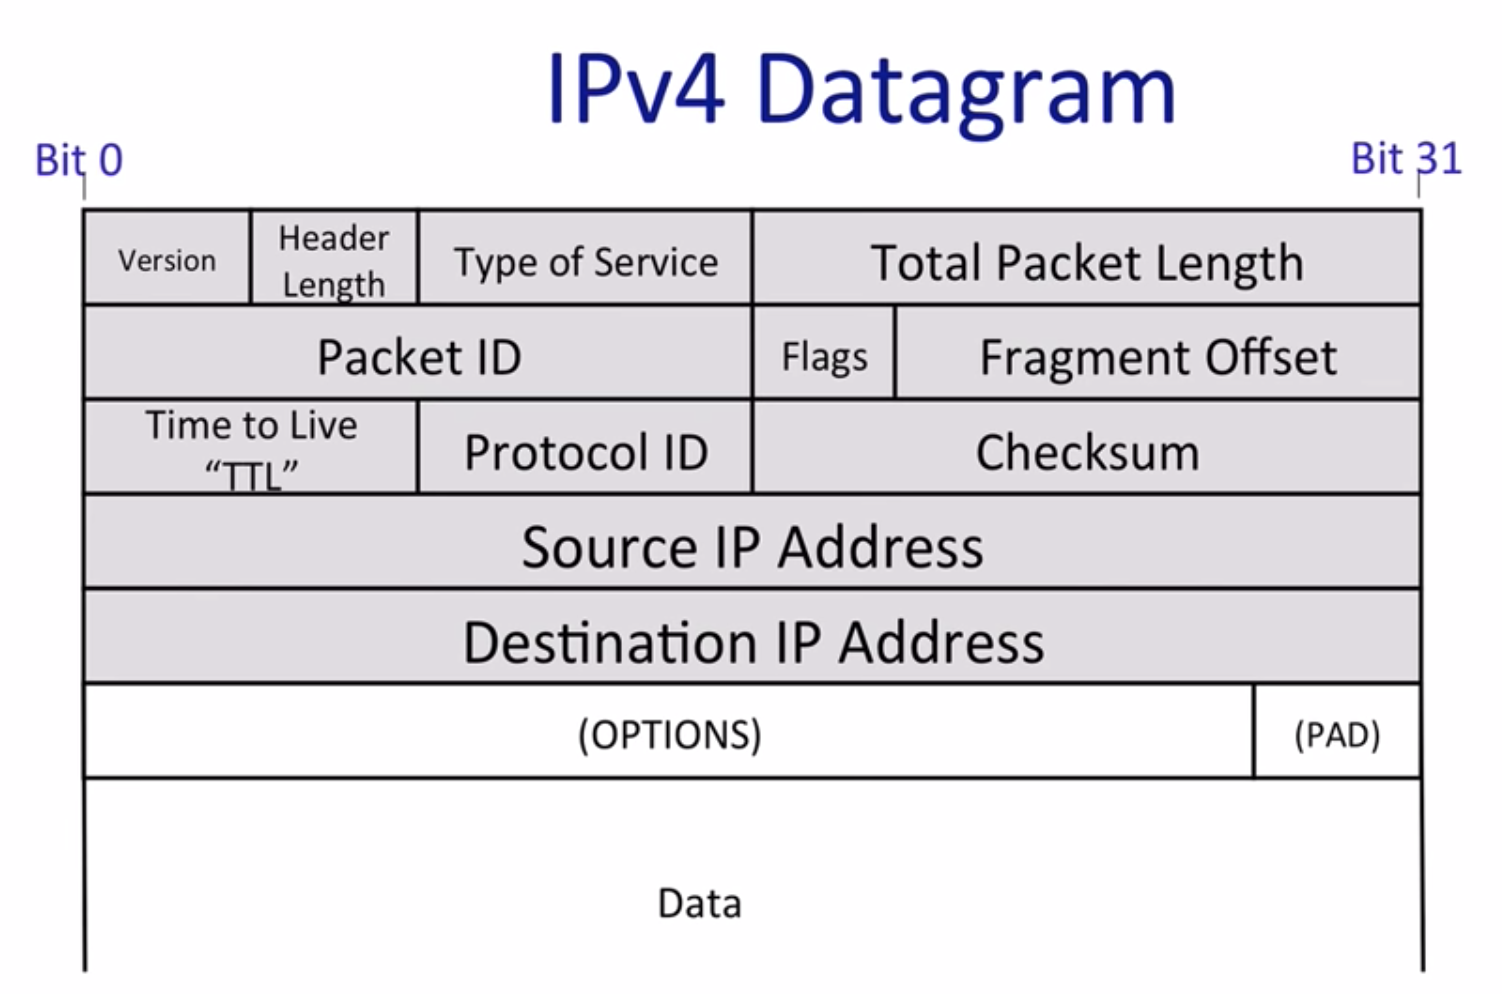 IPv4 Datagram
Bit 0
Bit 31
Version
Header
Length
Type of Service
Total Packet Length
Packet ID
Flags
Fragment Offset
Time to Live
“TTL”
Protocol ID
Checksum
Source IP Address
Destination IP Address
(OPTIONS)
(PAD)
Data